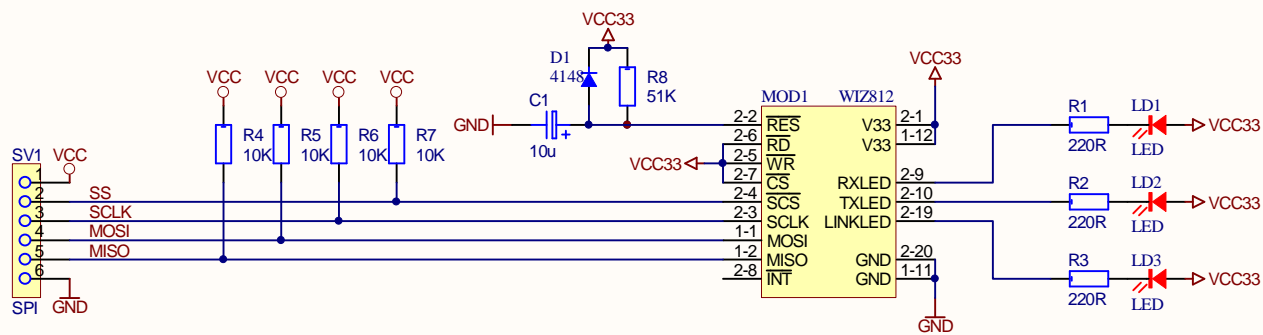 VCC33
D1
4148
R8
51K
C1
10u
GND
VCC
VCC
VCC
VCC
R4
10K
R5
10K
R6
10K
R7
10K
SV1
VCC
1
2
3
4
5
6
SS
SCLK
MOSI
MISO
GND
SPI
VCC33
MOD1
WIZ812
2-2
RES
2-6
RD
2-5
WR
2-7
CS
2-4
SCS
2-3
SCLK
1-1
MOSI
1-2
MISO
2-8
INT
V33
2-1
V33
1-12
RXLED
2-9
TXLED
2-10
LINKLED
2-19
GND
2-20
GND
1-11
VCC33
GND
R1
220R
LD1
LED
VCC33
R2
220R
LD2
LED
VCC33
R3
220R
LD3
LED
VCC33